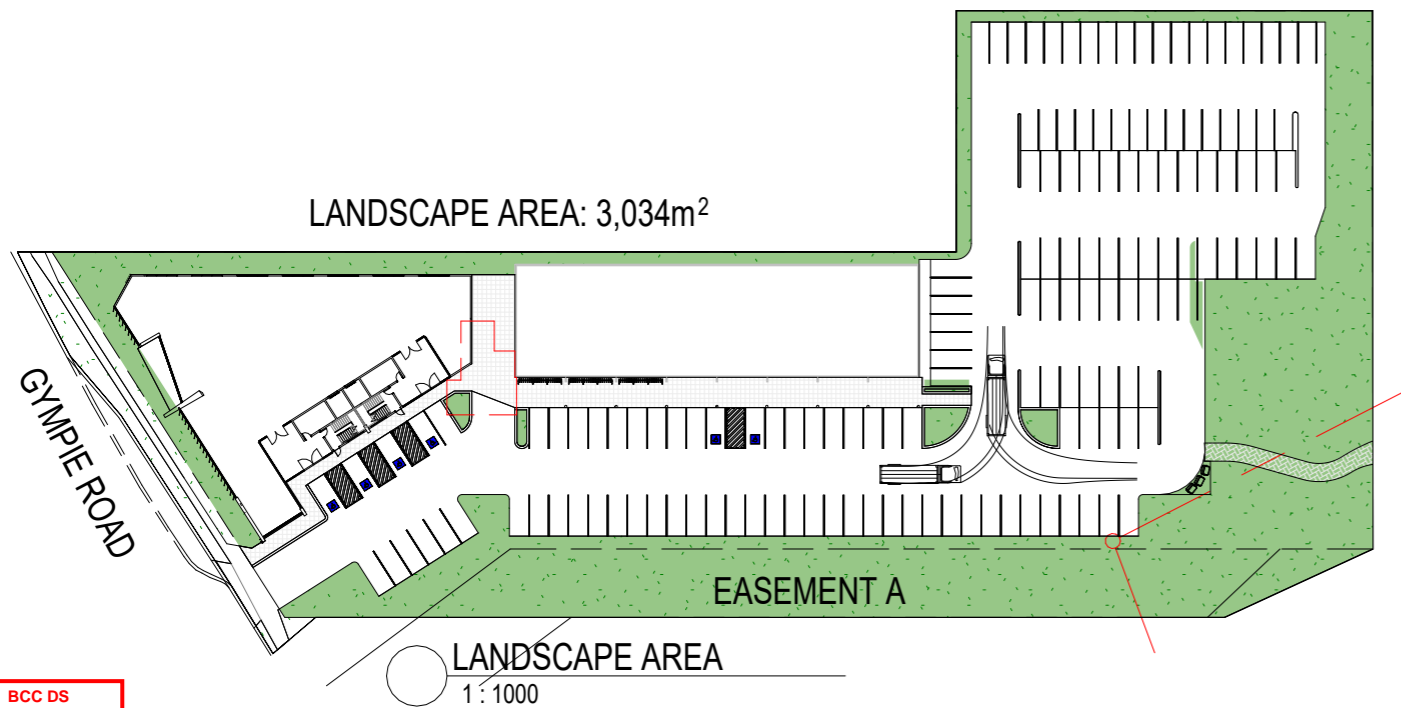 LANDSCAPE AREA: 3,034m²
GYMPIE ROAD
EASEMENT A
LANDSCAPE AREA
1 : 1000
BCC DS